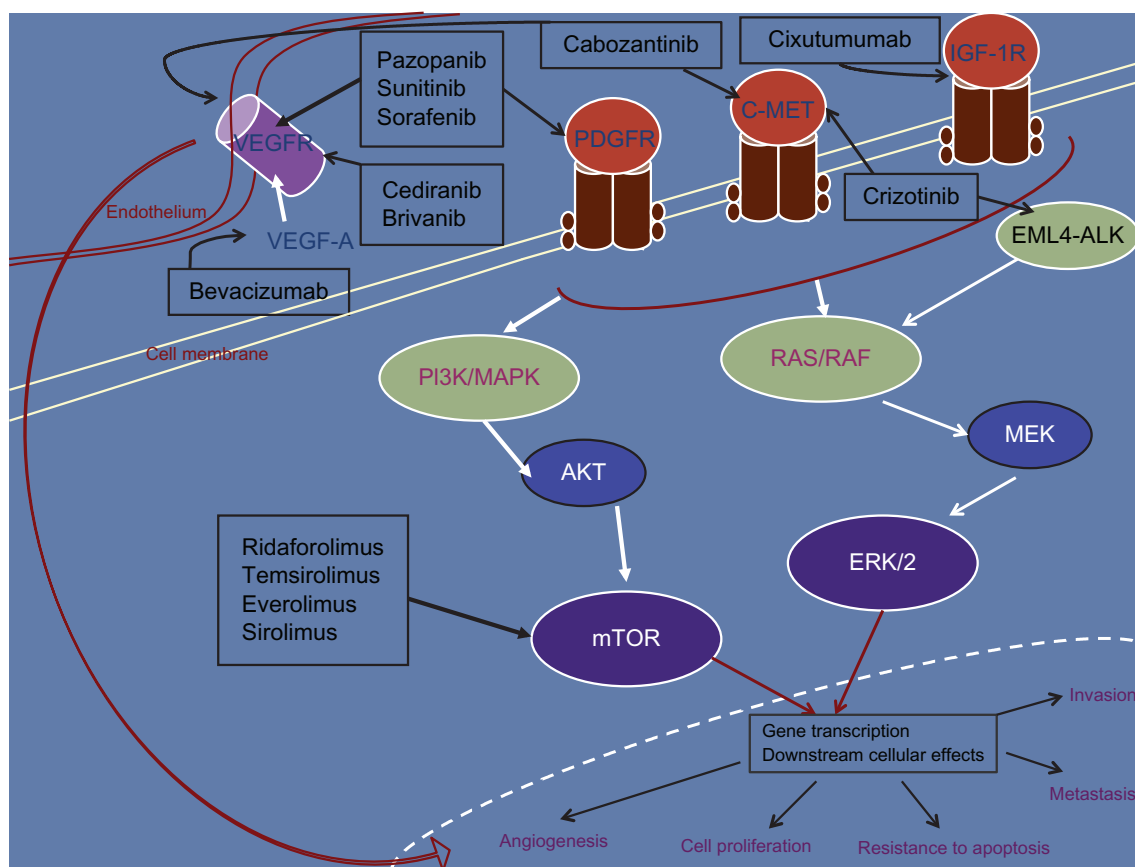 Cabozantinib
Cixutumumab
IGF-1R
Pazopanib
Sunitinib
Sorafenib
C-MET
VEGFR
PDGFR
Cediranib
Brivanib
Crizotinib
Endothelium
VEGF-A
EML4-ALK
Bevacizumab
Cell membrane
PI3K/MAPK
RAS/RAF
MEK
AKT
Ridaforolimus
Temsirolimus
Everolimus
Sirolimus
ERK/2
mTOR
Invasion
Gene transcription
Downstream cellular effects
Metastasis
Angiogenesis
Cell proliferation
Resistance to apoptosis